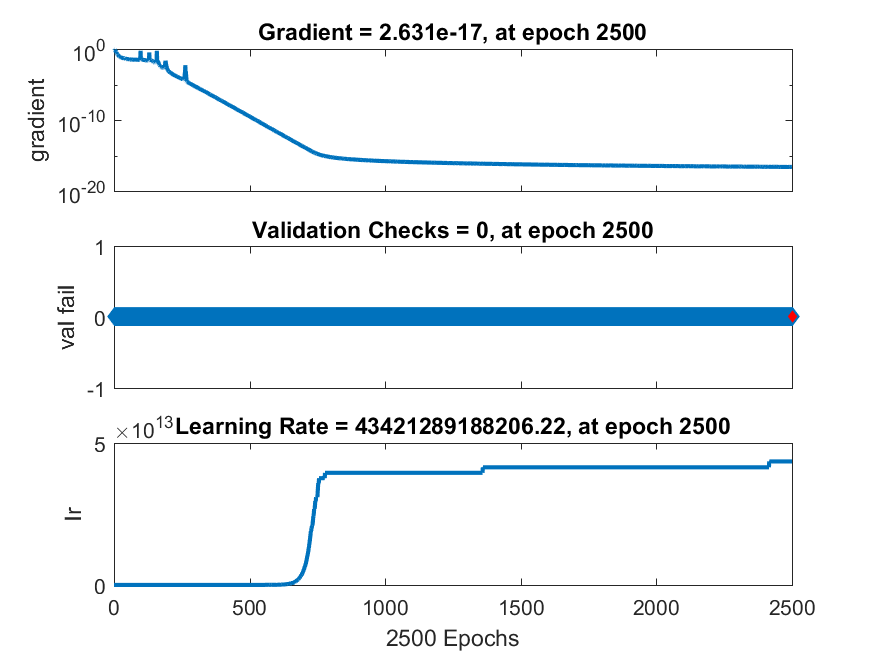 Gradient = 2.631e-17, at epoch 2500
10^0
10^-10
10^-20
gradient
Validation Checks = 0, at epoch 2500
1
0
-1
val fail
×10^13
Learning Rate = 43421289188206.22, at epoch 2500
5
0
lr
0 500 1000 1500 2000 2500
2500 Epochs